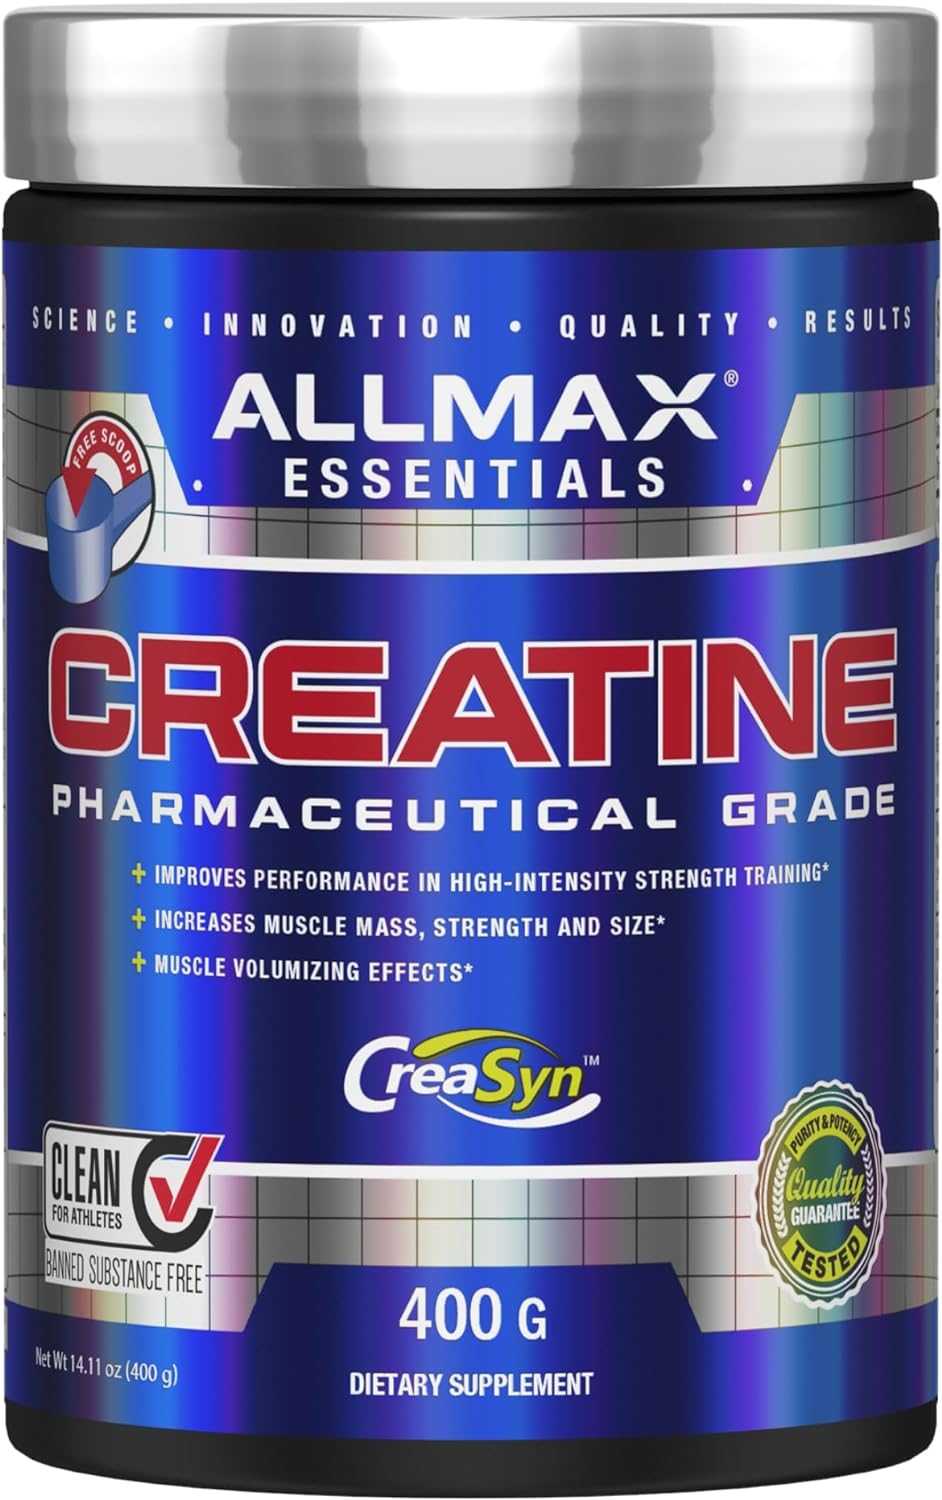 SCIENCE • INNOVATION • QUALITY • RESULTS
ALLMAX®
ESSENTIALS
FREE SCOOP
CREATINE
PHARMACEUTICAL GRADE
+ IMPROVES PERFORMANCE IN HIGH-INTENSITY STRENGTH TRAINING*
+ INCREASES MUSCLE MASS, STRENGTH AND SIZE*
+ MUSCLE VOLUMIZING EFFECTS*
CreaSyn™
CLEAN
FOR ATHLETES
BANNED SUBSTANCE FREE
PURITY & POTENCY
Quality
GUARANTEE
TESTED
400 G
Net Wt 14.11 oz (400 g)
DIETARY SUPPLEMENT